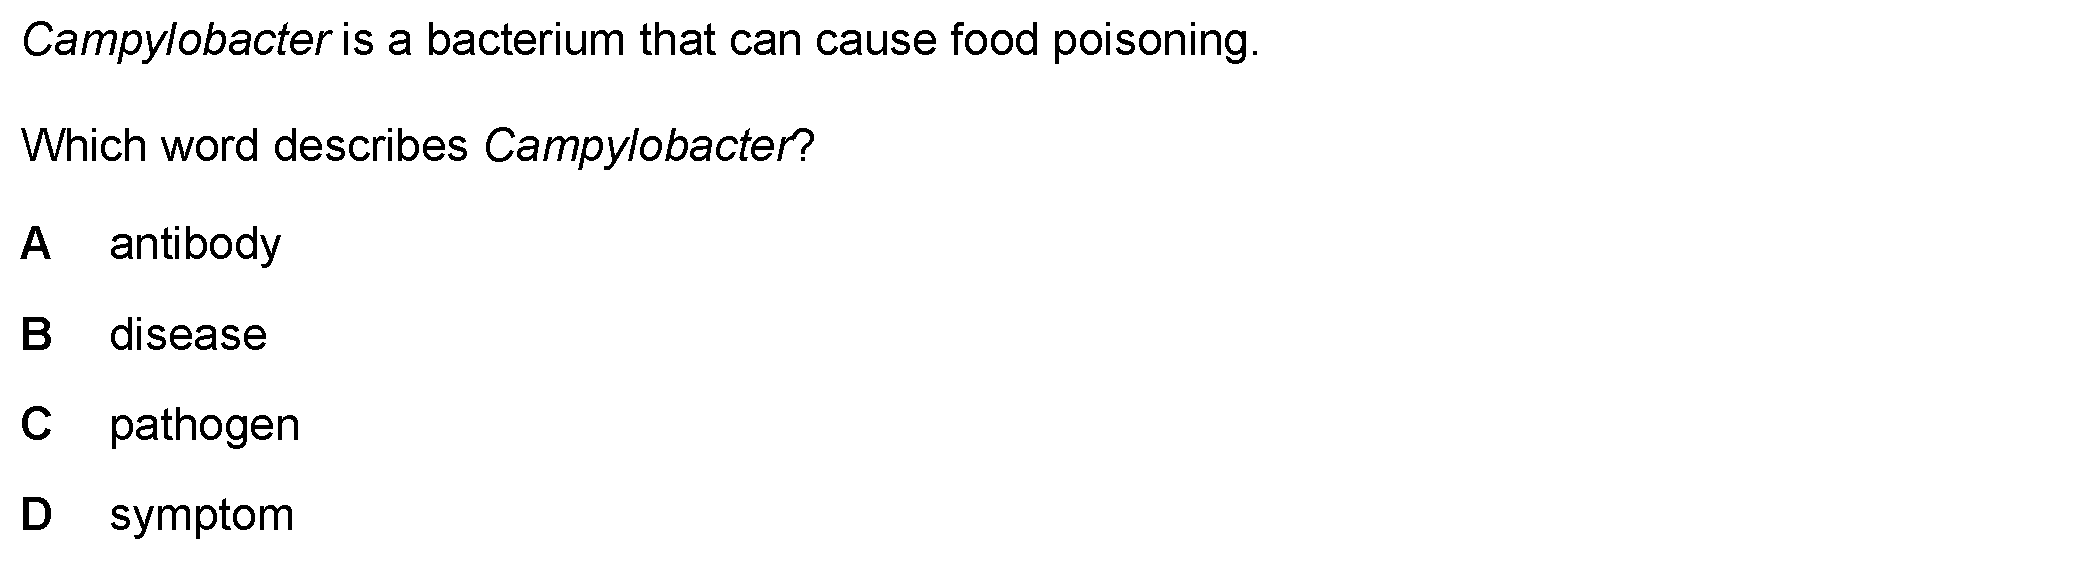 Campylobacter is a bacterium that can cause food poisoning.
Which word describes Campylobacter?
A antibody
B disease
C pathogen
D symptom